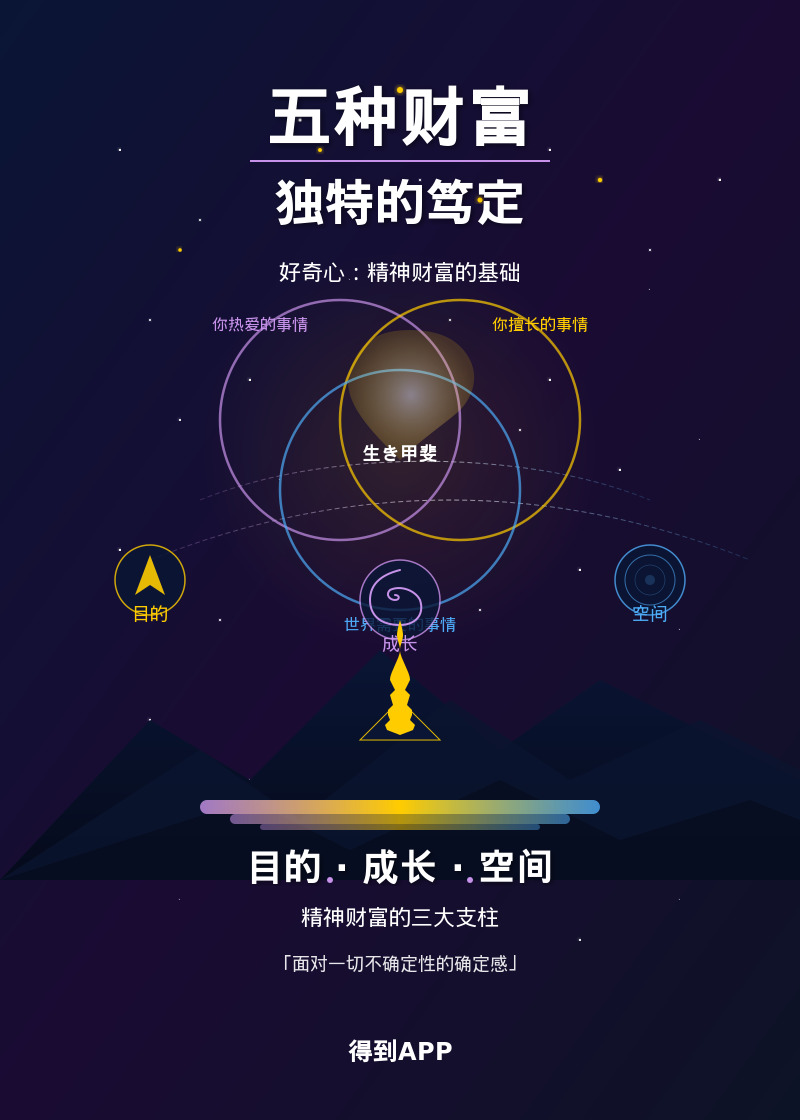 五种财富
独特的笃定
好奇心：精神财富的基础
你热爱的事情
你擅长的事情
生き甲斐
目的
空间
世界需要的事情
成长
目的 · 成长 · 空间
精神财富的三大支柱
「面对一切不确定性的确定感」
得到APP